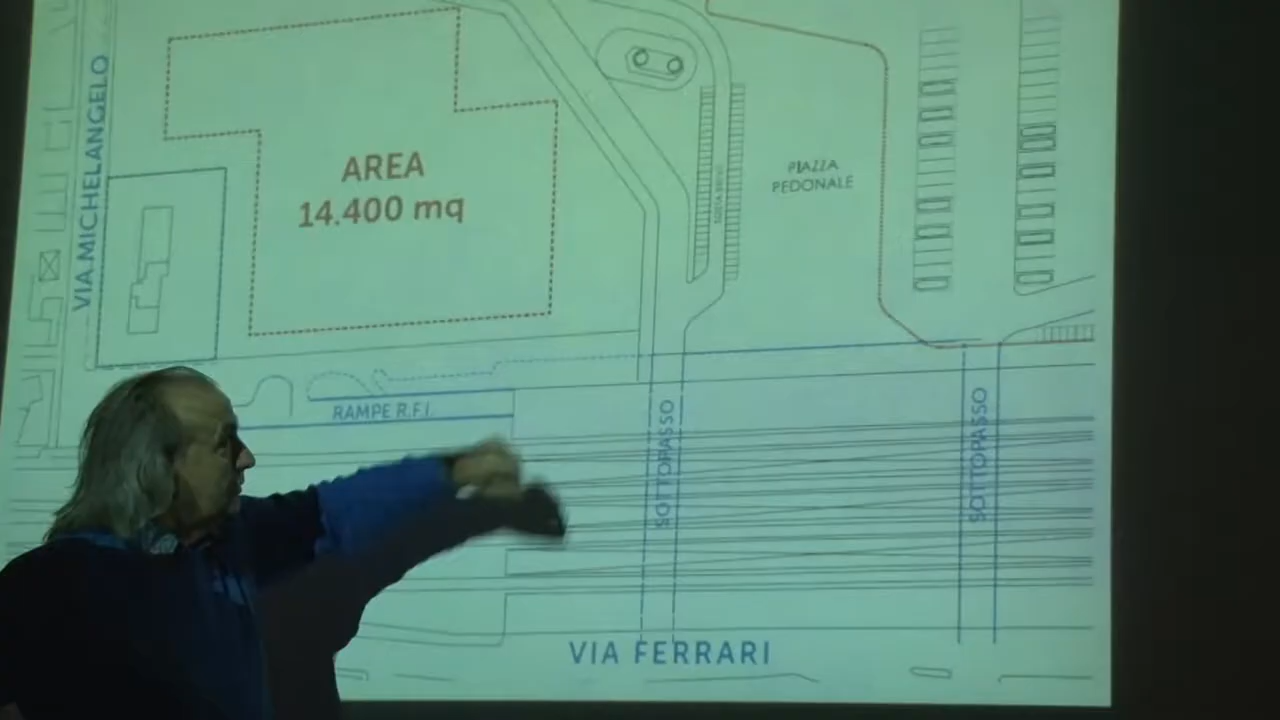 VIA MICHELANGELO
AREA
14.400 mq
PIAZZA
PEDONALE
RAMPE R.F.I.
SOTTOPASSO
SOTTOPASSO
VIA FERRARI